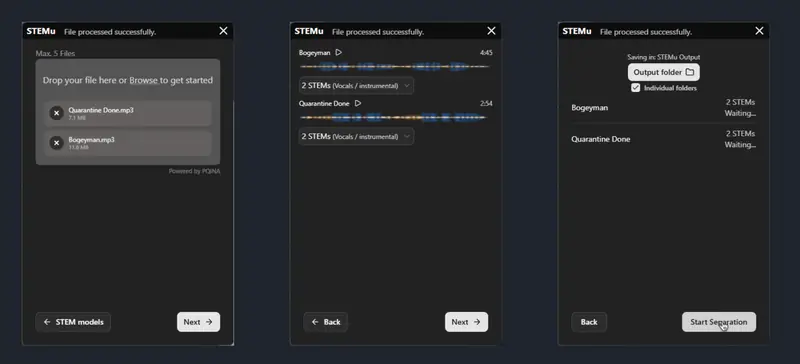 STEMu File processed successfully.
Max. 5 Files
Drop your file here or Browse to get started
Quarantine Done.mp3
7.1 MB
Bogeyman.mp3
11.8 MB
Powered by PQINA
STEM models
Next
STEMu File processed successfully.
Bogeyman
4:45
2 STEMs (Vocals / instrumental)
Quarantine Done
2:54
2 STEMs (Vocals / instrumental)
Back
Next
STEMu File processed successfully.
Saving in: STEMu Output
Output folder
Individual folders
Bogeyman
2 STEMs
Waiting...
Quarantine Done
2 STEMs
Waiting...
Back
Start Separation